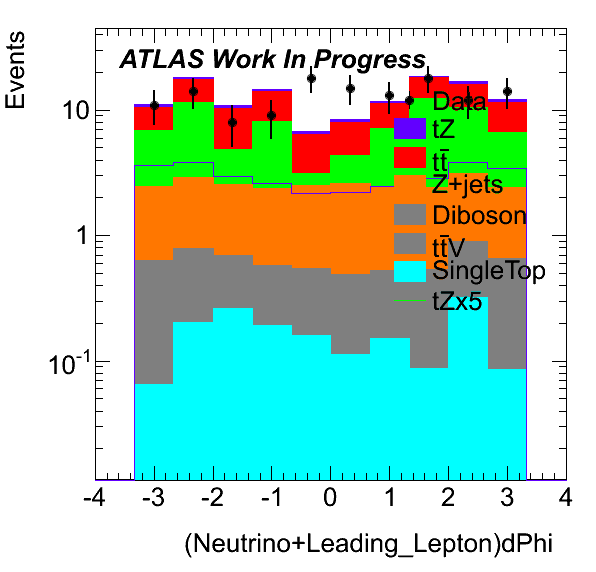 Events
ATLAS Work In Progress
10
1
10-1
Data
tZ
tt̄
Z+jets
Diboson
tt̄V
SingleTop
tZx5
-4 -3 -2 -1 0 1 2 3 4
(Neutrino+Leading_Lepton)dPhi